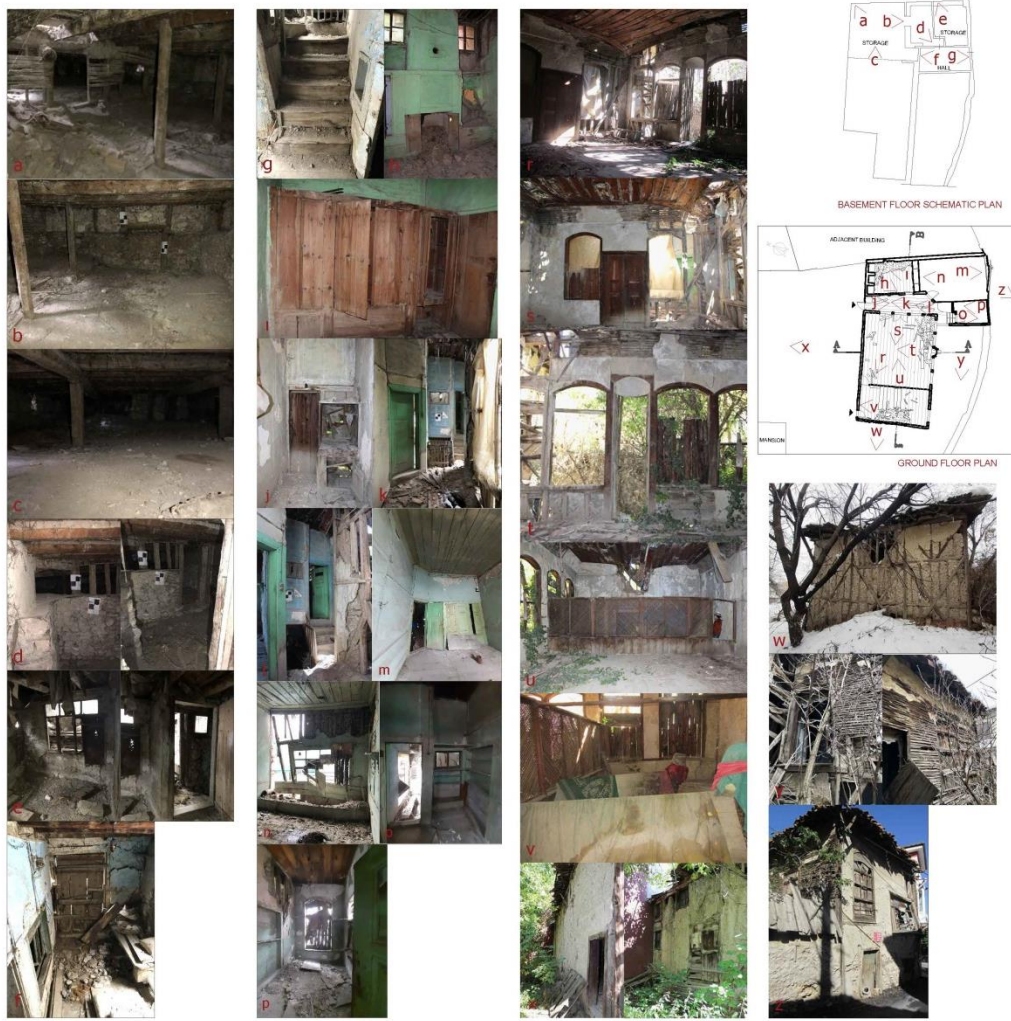 a
b
c
d
e
f
g
h
i
j
k
l
m
n
o
p
r
s
t
u
v
x
w
y
z
a
b
d
e
STORAGE
STORAGE
c
f
g
HALL
BASEMENT FLOOR SCHEMATIC PLAN
ADJACENT BUILDING
B
h
i
n
m
z
j
k
l
o
p
s
x
A
r
t
A
y
u
v
w
B
MANSION
GROUND FLOOR PLAN